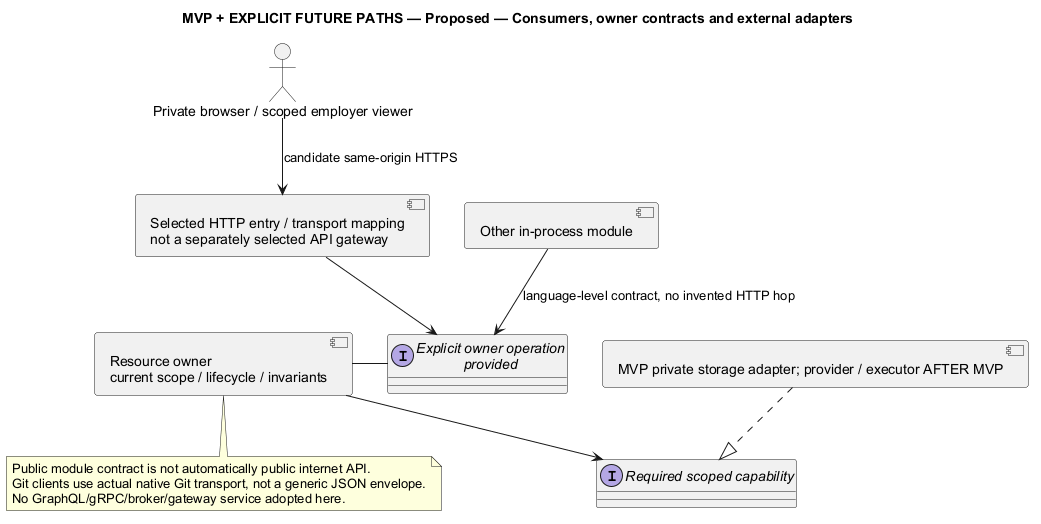 MVP + EXPLICIT FUTURE PATHS — Proposed — Consumers, owner contracts and external adapters
Private browser / scoped employer viewer
candidate same-origin HTTPS
Selected HTTP entry / transport mapping
not a separately selected API gateway
Other in-process module
language-level contract, no invented HTTP hop
Resource owner
current scope / lifecycle / invariants
I
Explicit owner operation
provided
MVP private storage adapter; provider / executor AFTER MVP
Public module contract is not automatically public internet API.
Git clients use actual native Git transport, not a generic JSON envelope.
No GraphQL/gRPC/broker/gateway service adopted here.
I
Required scoped capability